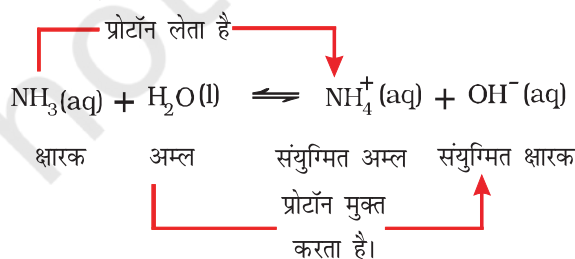 प्रोटॉन लेता है
NH₃(aq) + H₂O(l) ⇌ NH₄⁺(aq) + OH⁻(aq)
क्षारक अम्ल संयुग्मित अम्ल संयुग्मित क्षारक
प्रोटॉन मुक्त
करता है।